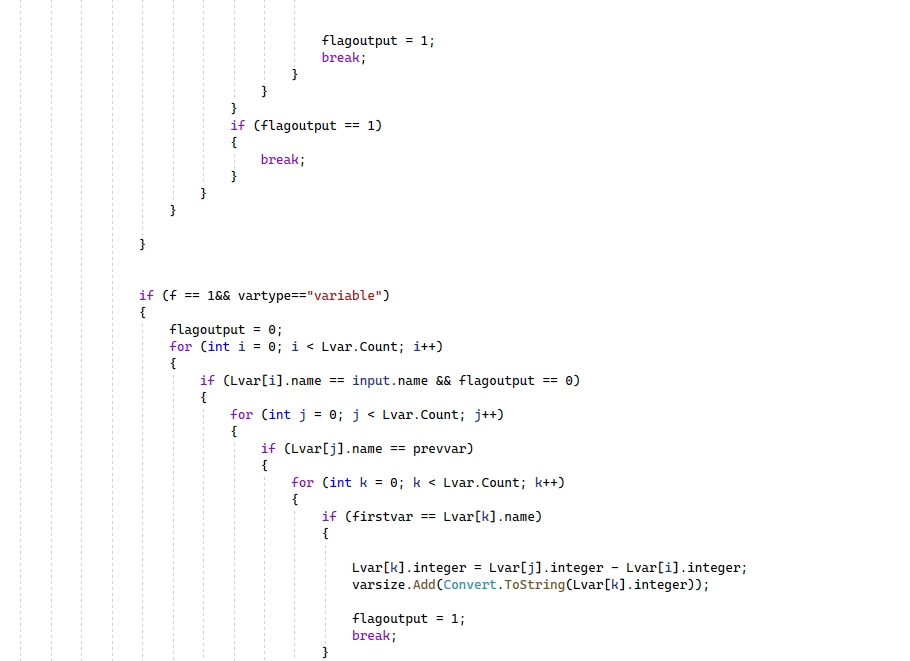 flagoutput = 1;
break;
}
}
}
if (flagoutput == 1)
{
break;
}
}
}
}
if (f == 1&& vartype=="variable")
{
flagoutput = 0;
for (int i = 0; i < Lvar.Count; i++)
{
if (Lvar[i].name == input.name && flagoutput == 0)
{
for (int j = 0; j < Lvar.Count; j++)
{
if (Lvar[j].name == prevvar)
{
for (int k = 0; k < Lvar.Count; k++)
{
if (firstvar == Lvar[k].name)
{
Lvar[k].integer = Lvar[j].integer - Lvar[i].integer;
varsize.Add(Convert.ToString(Lvar[k].integer));
flagoutput = 1;
break;
}